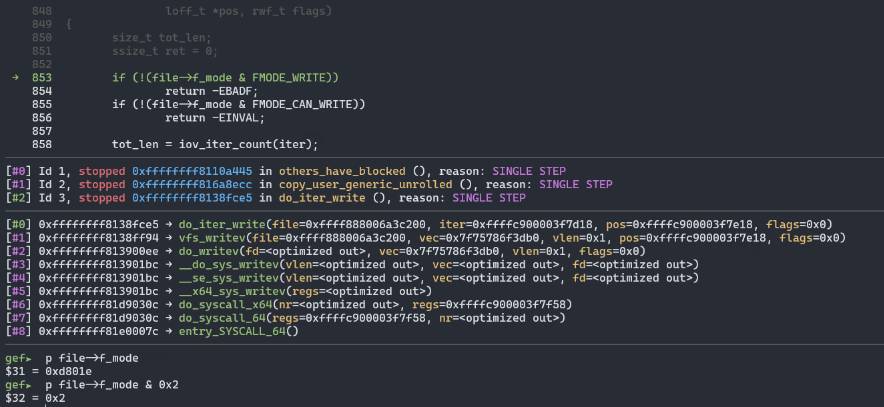 848 loff_t *pos, rwf_t flags)
849 {
850 size_t tot_len;
851 ssize_t ret = 0;
852
→ 853 if (!(file->f_mode & FMODE_WRITE))
854 return -EBADF;
855 if (!(file->f_mode & FMODE_CAN_WRITE))
856 return -EINVAL;
857
858 tot_len = iov_iter_count(iter);
[#0] Id 1, stopped 0xffffffff8110a445 in others_have_blocked (), reason: SINGLE STEP
[#1] Id 2, stopped 0xffffffff816a8ecc in copy_user_generic_unrolled (), reason: SINGLE STEP
[#2] Id 3, stopped 0xffffffff8138fce5 in do_iter_write (), reason: SINGLE STEP
[#0] 0xffffffff8138fce5 → do_iter_write(file=0xffff888006a3c200, iter=0xffffc900003f7d18, pos=0xffffc900003f7e18, flags=0x0)
[#1] 0xffffffff8138ff94 → vfs_writev(file=0xffff888006a3c200, vec=0x7f75786f3db0, vlen=0x1, pos=0xffffc900003f7e18, flags=0x0)
[#2] 0xffffffff813900ee → do_writev(fd=<optimized out>, vec=0x7f75786f3db0, vlen=0x1, flags=0x0)
[#3] 0xffffffff813901bc → __do_sys_writev(vlen=<optimized out>, vec=<optimized out>, fd=<optimized out>)
[#4] 0xffffffff813901bc → __se_sys_writev(vlen=<optimized out>, vec=<optimized out>, fd=<optimized out>)
[#5] 0xffffffff813901bc → __x64_sys_writev(regs=<optimized out>)
[#6] 0xffffffff81d9030c → do_syscall_x64(nr=<optimized out>, regs=0xffffc900003f7f58)
[#7] 0xffffffff81d9030c → do_syscall_64(regs=0xffffc900003f7f58, nr=<optimized out>)
[#8] 0xffffffff81e0007c → entry_SYSCALL_64()
gef➤ p file->f_mode
$31 = 0xd801e
gef➤ p file->f_mode & 0x2
$32 = 0x2